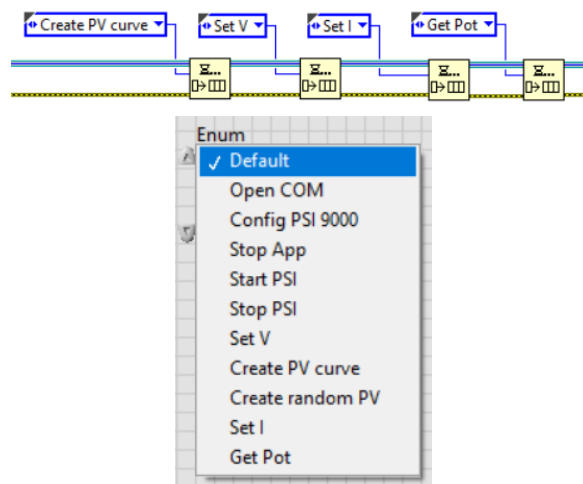 Create PV curve Set V Set I Get Pot
Σ... Σ... Σ... Σ...
Enum
Default
Open COM
Config PSI 9000
Stop App
Start PSI
Stop PSI
Set V
Create PV curve
Create random PV
Set I
Get Pot